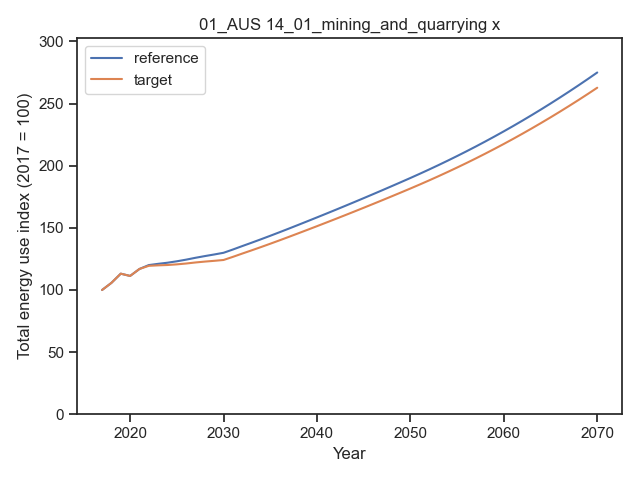 01_AUS 14_01_mining_and_quarrying x
reference
target
Total energy use index (2017 = 100)
300
250
200
150
100
50
0
2020 2030 2040 2050 2060 2070
Year